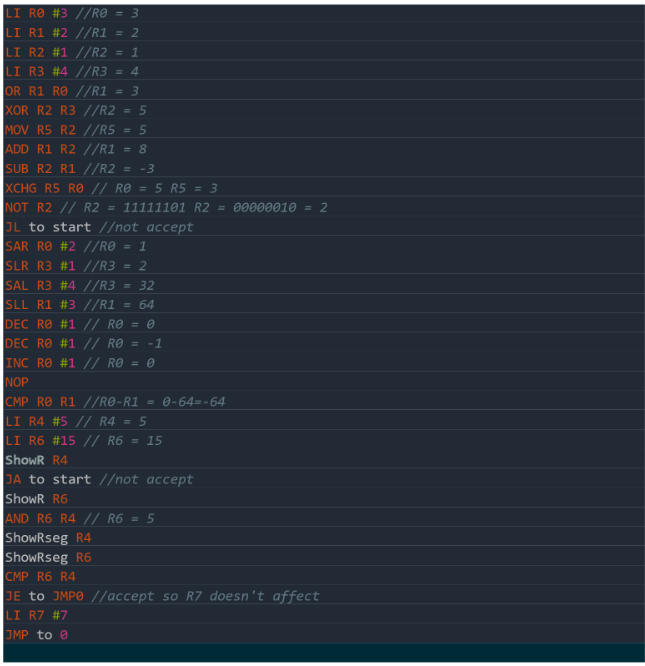 LI R0 #3 //R0 = 3
LI R1 #2 //R1 = 2
LI R2 #1 //R2 = 1
LI R3 #4 //R3 = 4
OR R1 R0 //R1 = 3
XOR R2 R3 //R2 = 5
MOV R5 R2 //R5 = 5
ADD R1 R2 //R1 = 8
SUB R2 R1 //R2 = -3
XCHG R5 R0 // R0 = 5 R5 = 3
NOT R2 // R2 = 11111101 R2 = 00000010 = 2
JL to start //not accept
SAR R0 #2 //R0 = 1
SLR R3 #1 //R3 = 2
SAL R3 #4 //R3 = 32
SLL R1 #3 //R1 = 64
DEC R0 #1 // R0 = 0
DEC R0 #1 // R0 = -1
INC R0 #1 // R0 = 0
NOP
CMP R0 R1 //R0-R1 = 0-64=-64
LI R4 #5 // R4 = 5
LI R6 #15 // R6 = 15
ShowR R4
JA to start //not accept
ShowR R6
AND R6 R4 // R6 = 5
ShowRseg R4
ShowRseg R6
CMP R6 R4
JE to JMP0 //accept so R7 doesn't affect
LI R7 #7
JMP to 0